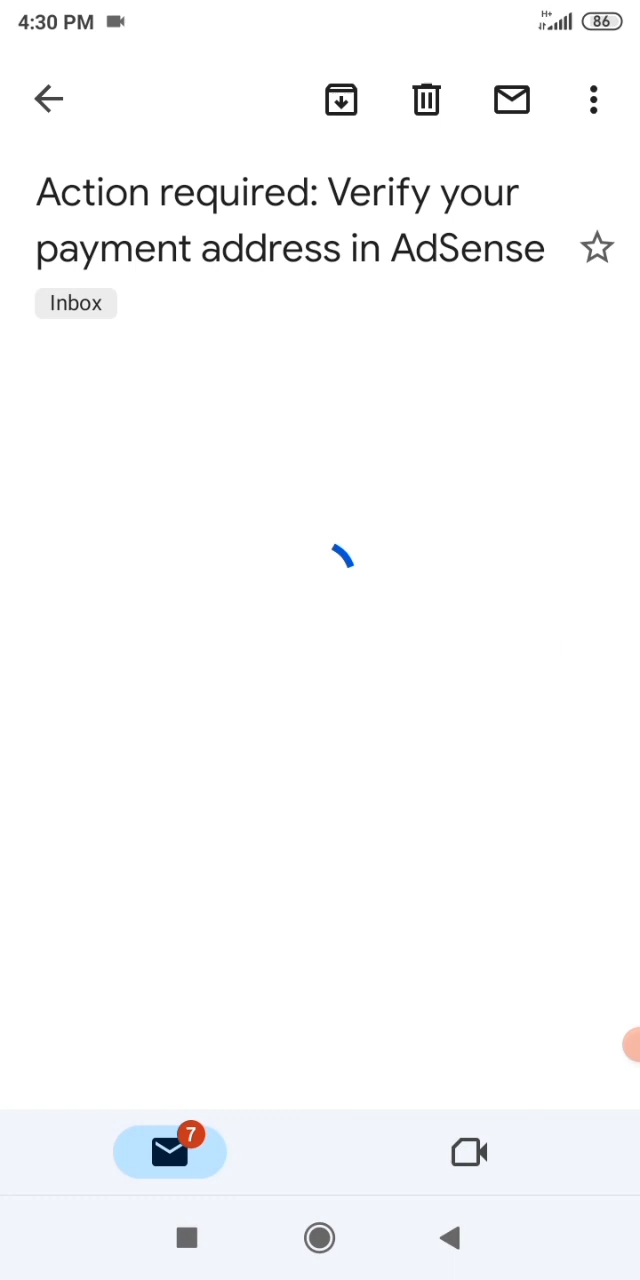 4:30 PM
H+
86
Action required: Verify your
payment address in AdSense
Inbox
7